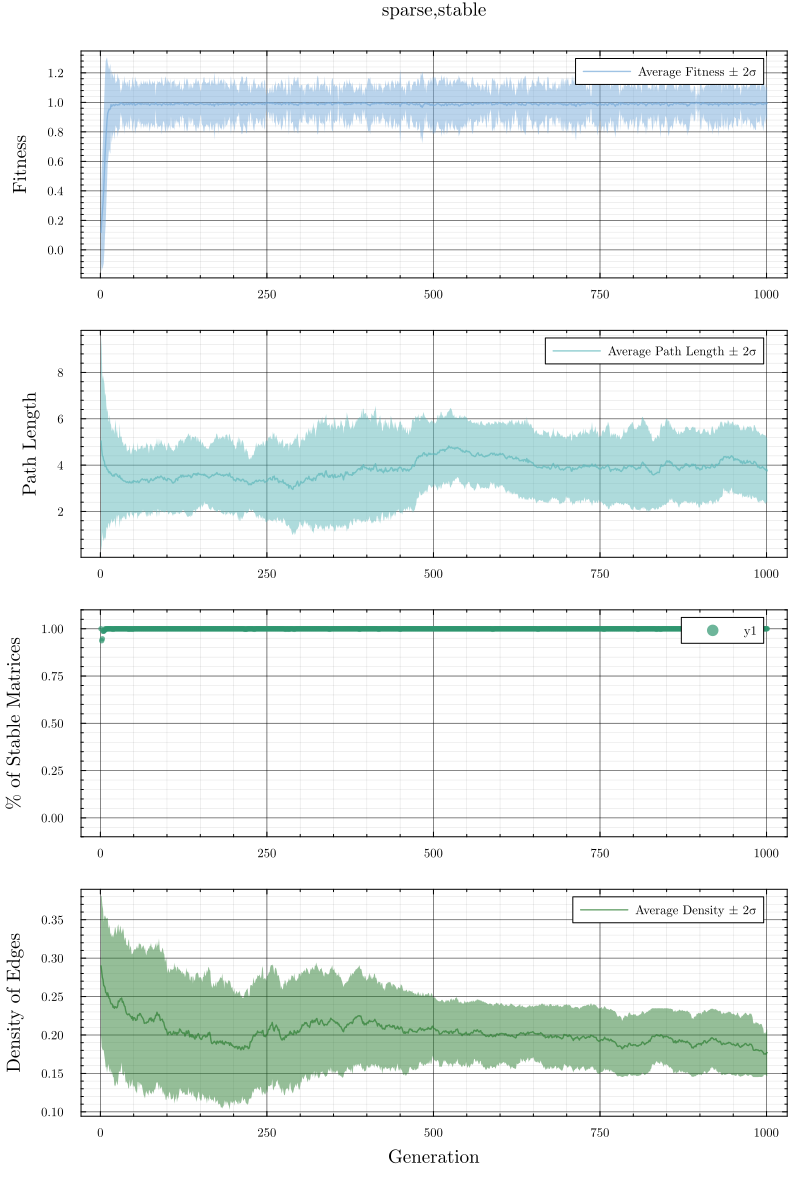 sparse,stable
Fitness
1.2
1.0
0.8
0.6
0.4
0.2
0.0
Average Fitness ± 2σ
0 250 500 750 1000
Path Length
8
6
4
2
Average Path Length ± 2σ
0 250 500 750 1000
% of Stable Matrices
1.00
0.75
0.50
0.25
0.00
y1
0 250 500 750 1000
Density of Edges
0.35
0.30
0.25
0.20
0.15
0.10
Average Density ± 2σ
0 250 500 750 1000
Generation